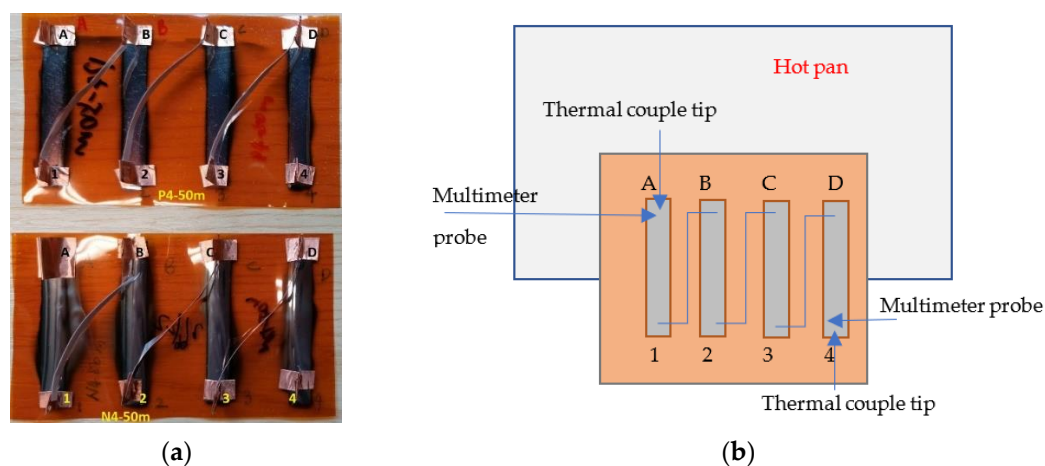 A B C D
1 2 3 4
P4-50m
A B C D
1 2 3 4
N4-50m
(a)
Hot pan
Thermal couple tip
A B C D
Multimeter
probe
Multimeter probe
1 2 3 4
Thermal couple tip
(b)